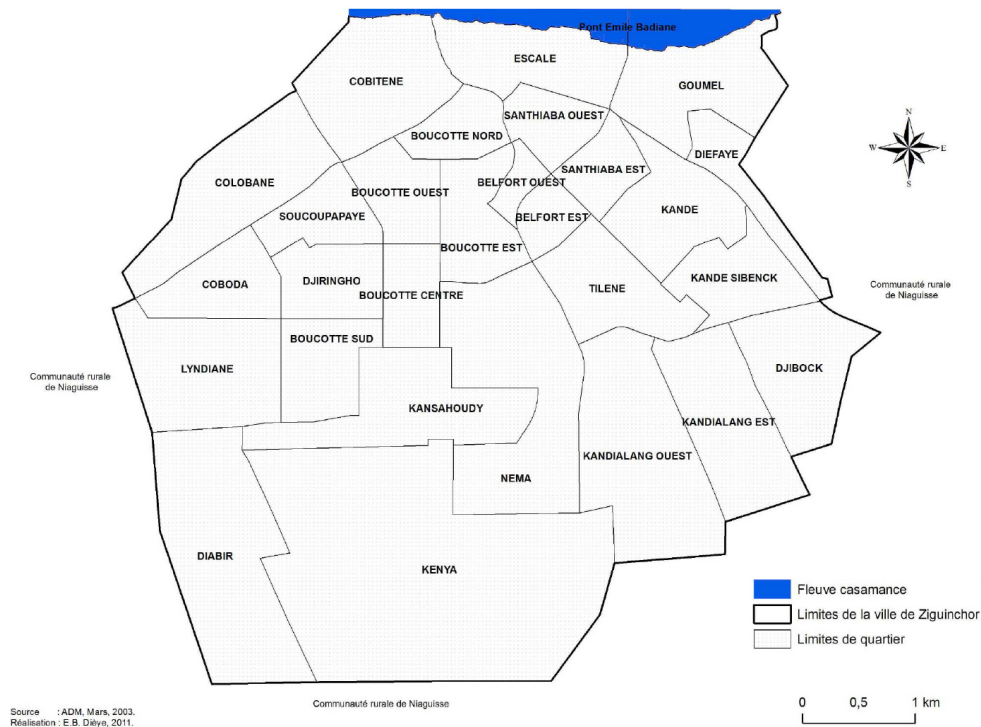 Pont Emile Badiane
ESCALE
COBITENE
GOUMEL
SANTHIABA OUEST
BOUCOTTE NORD
N
W E
S
DIEFAYE
SANTHIABA EST
COLOBANE
BELFORT OUEST
BOUCOTTE OUEST
KANDE
SOUCOUPAPAYE
BELFORT EST
BOUCOTTE EST
KANDE SIBENCK
DJIRINGHO
COBODA
TILENE
BOUCOTTE CENTRE
Communauté rurale
de Niaguisse
BOUCOTTE SUD
LYNDIANE
DJIBOCK
Communauté rurale
de Niaguisse
KANSAHOUDY
KANDIALANG EST
KANDIALANG OUEST
NEMA
DIABIR
KENYA
Fleuve casamance
Limites de la ville de Ziguinchor
Limites de quartier
Communauté rurale de Niaguisse
0 0,5 1 km
Source : ADM, Mars, 2003.
Réalisation : E.B. Diéye, 2011.